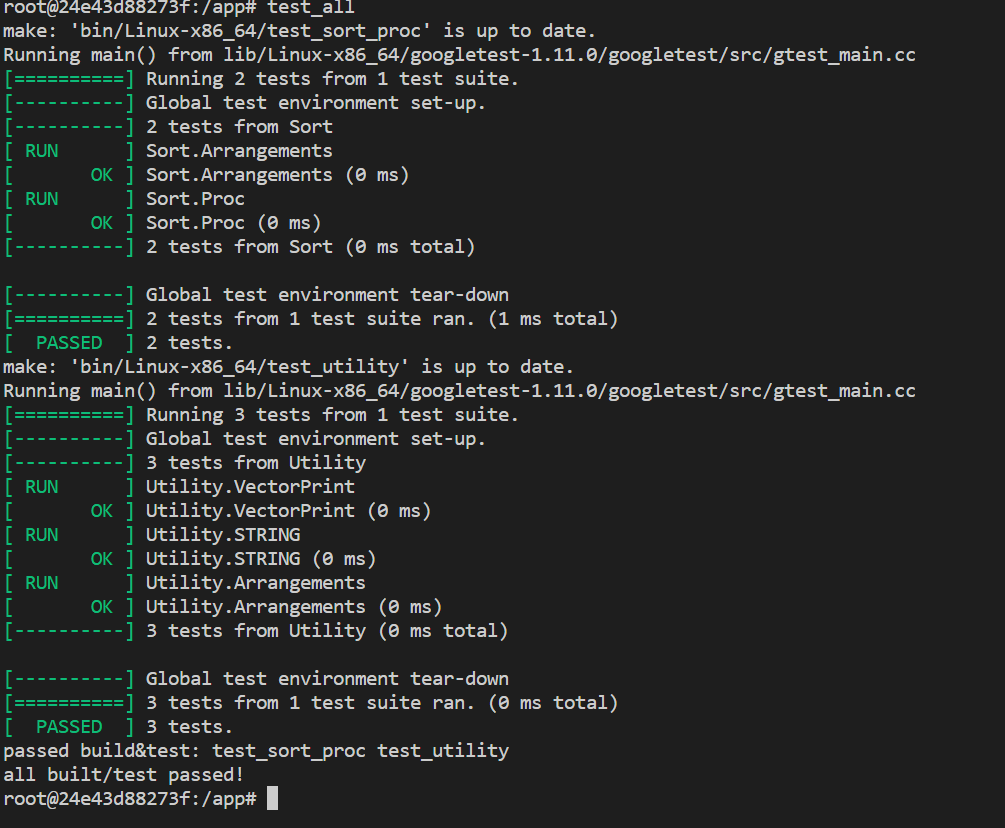 root@24e43d88273f:/app# test_all
make: 'bin/Linux-x86_64/test_sort_proc' is up to date.
Running main() from lib/Linux-x86_64/googletest-1.11.0/googletest/src/gtest_main.cc
[==========] Running 2 tests from 1 test suite.
[----------] Global test environment set-up.
[----------] 2 tests from Sort
[ RUN      ] Sort.Arrangements
[       OK ] Sort.Arrangements (0 ms)
[ RUN      ] Sort.Proc
[       OK ] Sort.Proc (0 ms)
[----------] 2 tests from Sort (0 ms total)

[----------] Global test environment tear-down
[==========] 2 tests from 1 test suite ran. (1 ms total)
[  PASSED  ] 2 tests.
make: 'bin/Linux-x86_64/test_utility' is up to date.
Running main() from lib/Linux-x86_64/googletest-1.11.0/googletest/src/gtest_main.cc
[==========] Running 3 tests from 1 test suite.
[----------] Global test environment set-up.
[----------] 3 tests from Utility
[ RUN      ] Utility.VectorPrint
[       OK ] Utility.VectorPrint (0 ms)
[ RUN      ] Utility.STRING
[       OK ] Utility.STRING (0 ms)
[ RUN      ] Utility.Arrangements
[       OK ] Utility.Arrangements (0 ms)
[----------] 3 tests from Utility (0 ms total)

[----------] Global test environment tear-down
[==========] 3 tests from 1 test suite ran. (0 ms total)
[  PASSED  ] 3 tests.
passed build&test: test_sort_proc test_utility
all built/test passed!
root@24e43d88273f:/app#